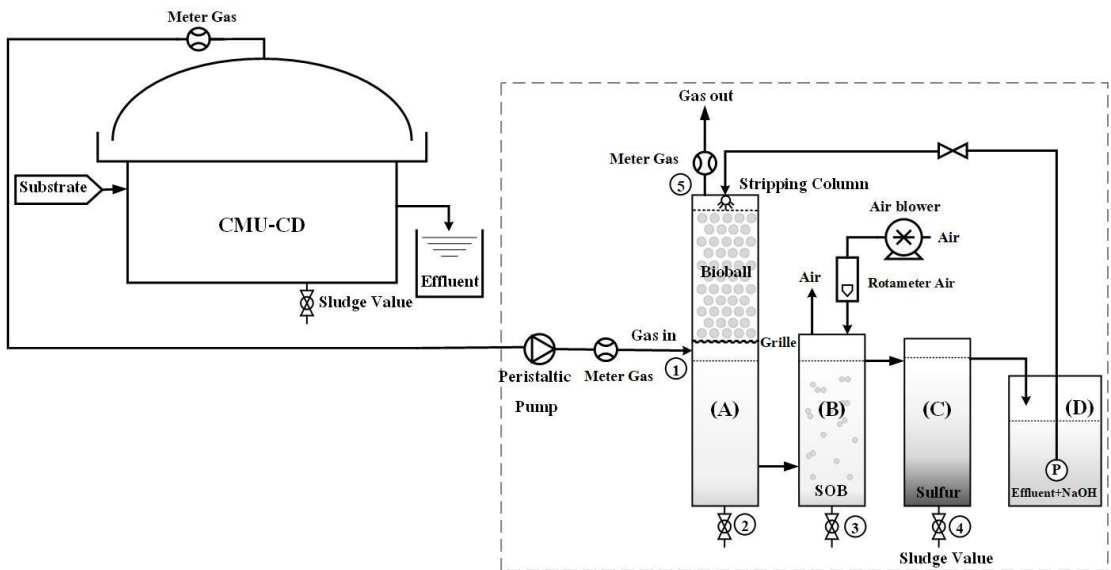 Meter Gas
Substrate
CMU-CD
Effluent
Sludge Value
Gas out
Meter Gas
5
Stripping Column
Air blower
Air
Air
Rotameter Air
Bioball
Gas in
Grille
1
Peristaltic
Pump
Meter Gas
(A)
(B)
(C)
(D)
P
SOB
Sulfur
Effluent+NaOH
2
3
4
Sludge Value